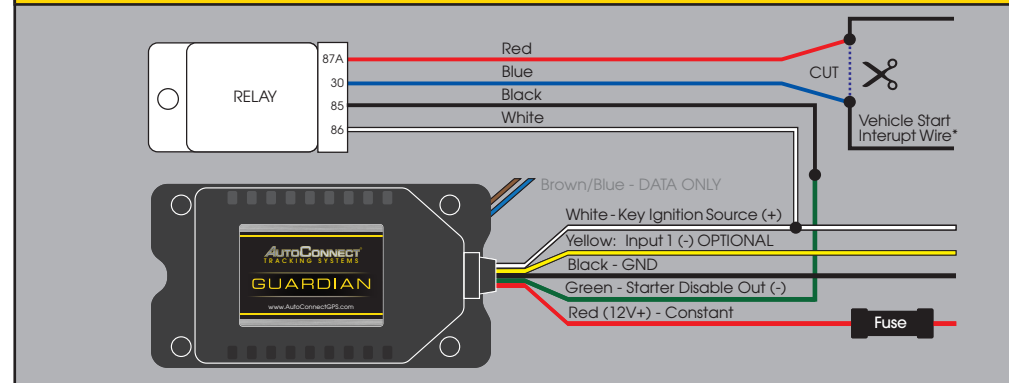 Red
87A
Blue
30
CUT
RELAY
Black
85
White
86
Vehicle Start
Interupt Wire*
Brown/Blue - DATA ONLY
White - Key Ignition Source (+)
Yellow: Input 1 (-) OPTIONAL
Black - GND
Green - Starter Disable Out (-)
Red (12V+) - Constant
Fuse
AUTOCONNECT
TRACKING SYSTEMS
GUARDIAN
www.AutoConnectGPS.com